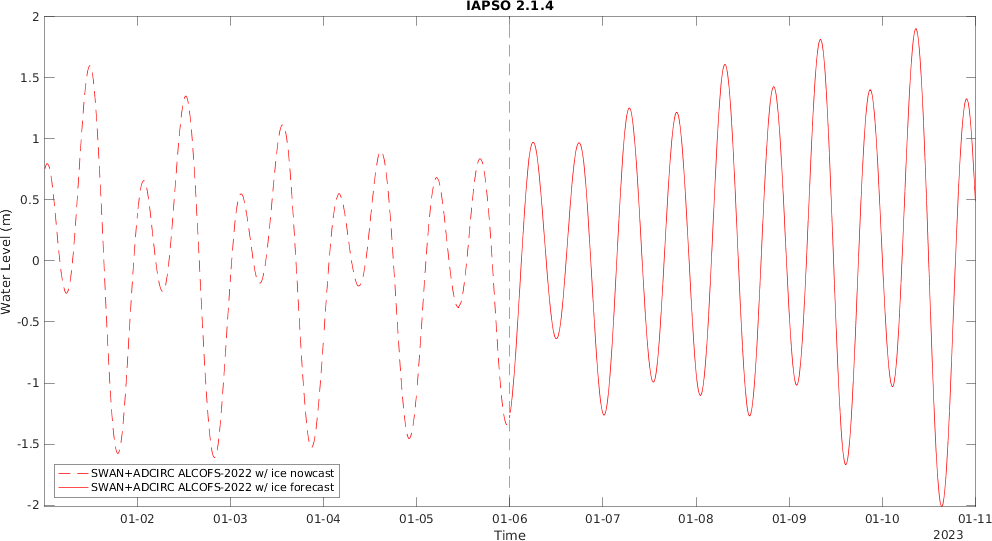 IAPSO 2.1.4
2
1.5
1
0.5
0
-0.5
-1
-1.5
-2
Water Level (m)
SWAN+ADCIRC ALCOFS-2022 w/ ice nowcast
SWAN+ADCIRC ALCOFS-2022 w/ ice forecast
01-02 01-03 01-04 01-05 01-06 01-07 01-08 01-09 01-10 01-11
Time
2023